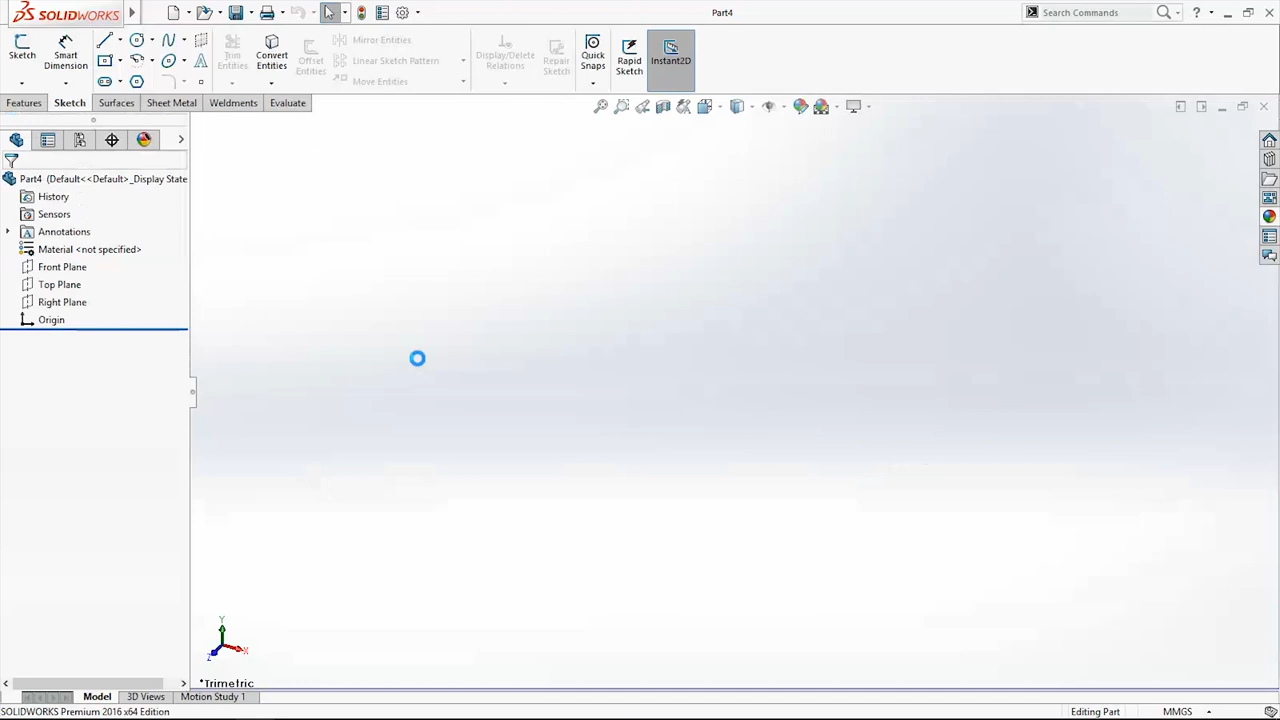 SOLIDWORKS
Part4
Search Commands
Sketch
Smart Dimension
Trim Entities
Convert Entities
Offset Entities
Mirror Entities
Linear Sketch Pattern
Move Entities
Display/Delete Relations
Repair Sketch
Quick Snaps
Rapid Sketch
Instant2D
Features Sketch Surfaces Sheet Metal Weldments Evaluate
Part4 (Default<<Default>_Display State
History
Sensors
Annotations
Material <not specified>
Front Plane
Top Plane
Right Plane
Origin
Y
X
Z
*Trimetric
Model 3D Views Motion Study 1
SOLIDWORKS Premium 2016 x64 Edition Editing Part MMGS